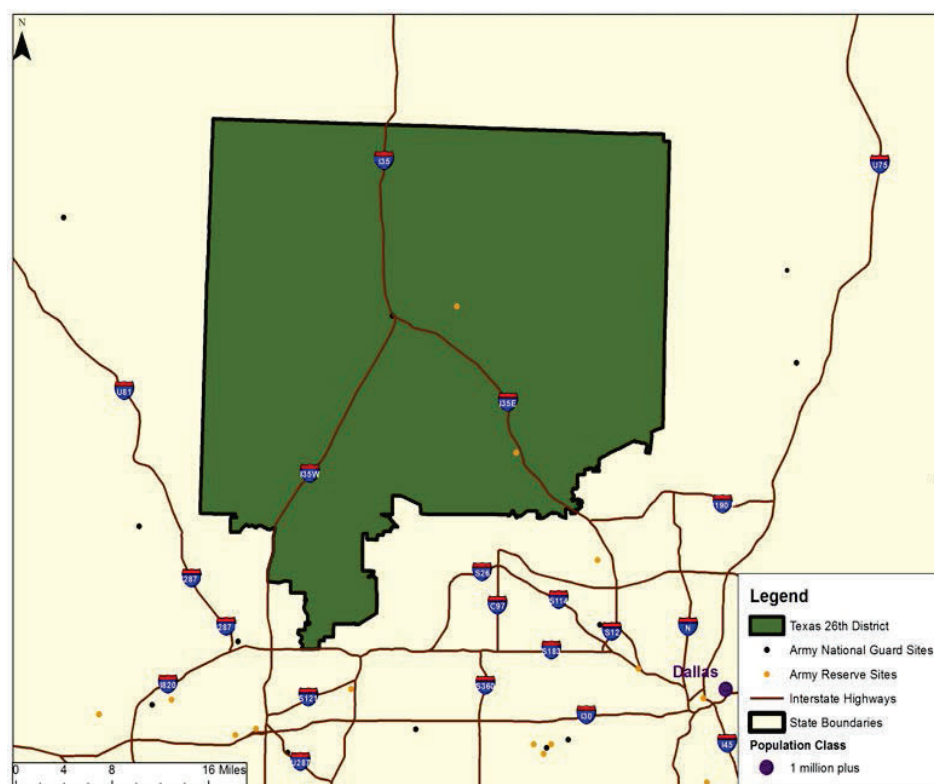 N
I35
U75
U81
I35E
I35W
I190
287
S26
C97
S114
287
S12
N
S183
I820
S121
S360
Dallas
I30
I45
U287
0 4 8 16 Miles
Legend
Texas 26th District
Army National Guard Sites
Army Reserve Sites
Interstate Highways
State Boundaries
Population Class
1 million plus